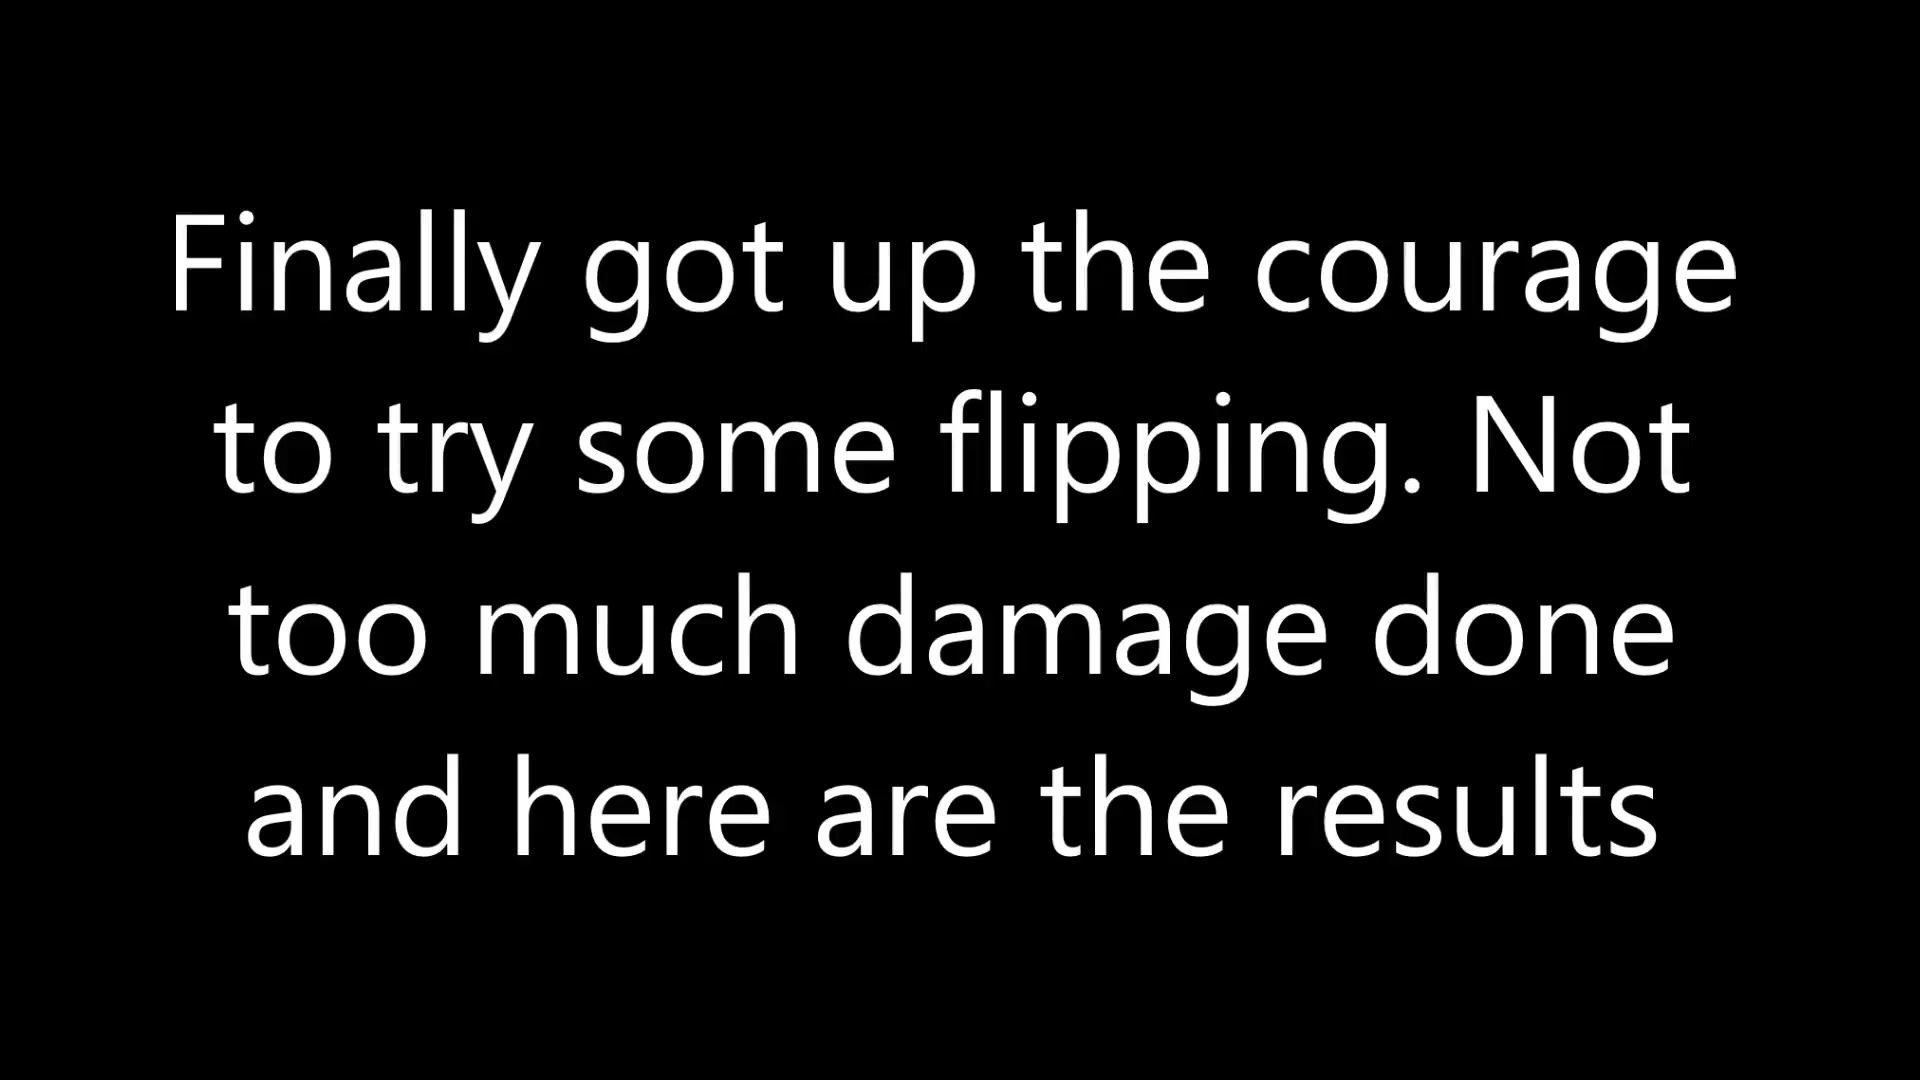 Finally got up the courage
to try some flipping. Not
too much damage done
and here are the results